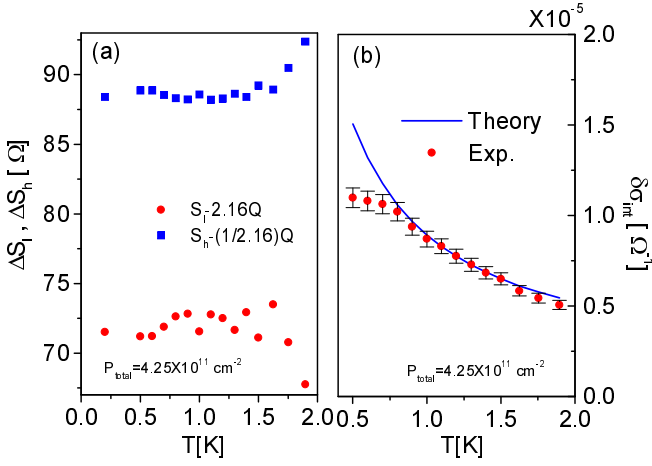 X10⁻⁵
(a)
(b)
ΔS_l , ΔS_h [ Ω ]
90
85
80
75
70
S_l-2.16Q
S_h-(1/2.16)Q
P_total=4.25X10¹¹ cm⁻²
0.0 0.5 1.0 1.5 2.0
T[K]
Theory
Exp.
P_total=4.25X10¹¹ cm⁻²
0.5 1.0 1.5 2.0
T[K]
2.0
1.5
1.0
0.5
0.0
δσ_int [ Ω⁻¹]